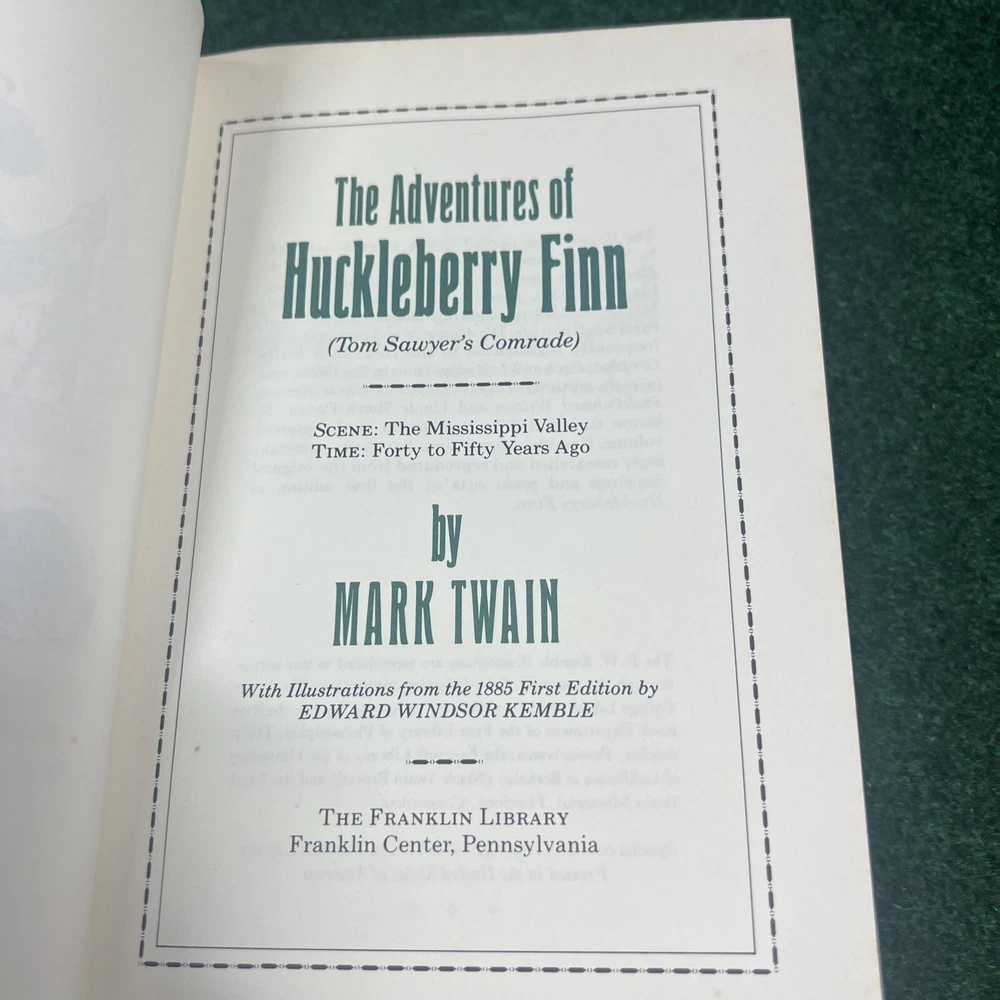 The Adventures of
Huckleberry Finn
(Tom Sawyer's Comrade)
SCENE: The Mississippi Valley
TIME: Forty to Fifty Years Ago
by
MARK TWAIN
With Illustrations from the 1885 First Edition by
EDWARD WINDSOR KEMBLE
THE FRANKLIN LIBRARY
Franklin Center, Pennsylvania